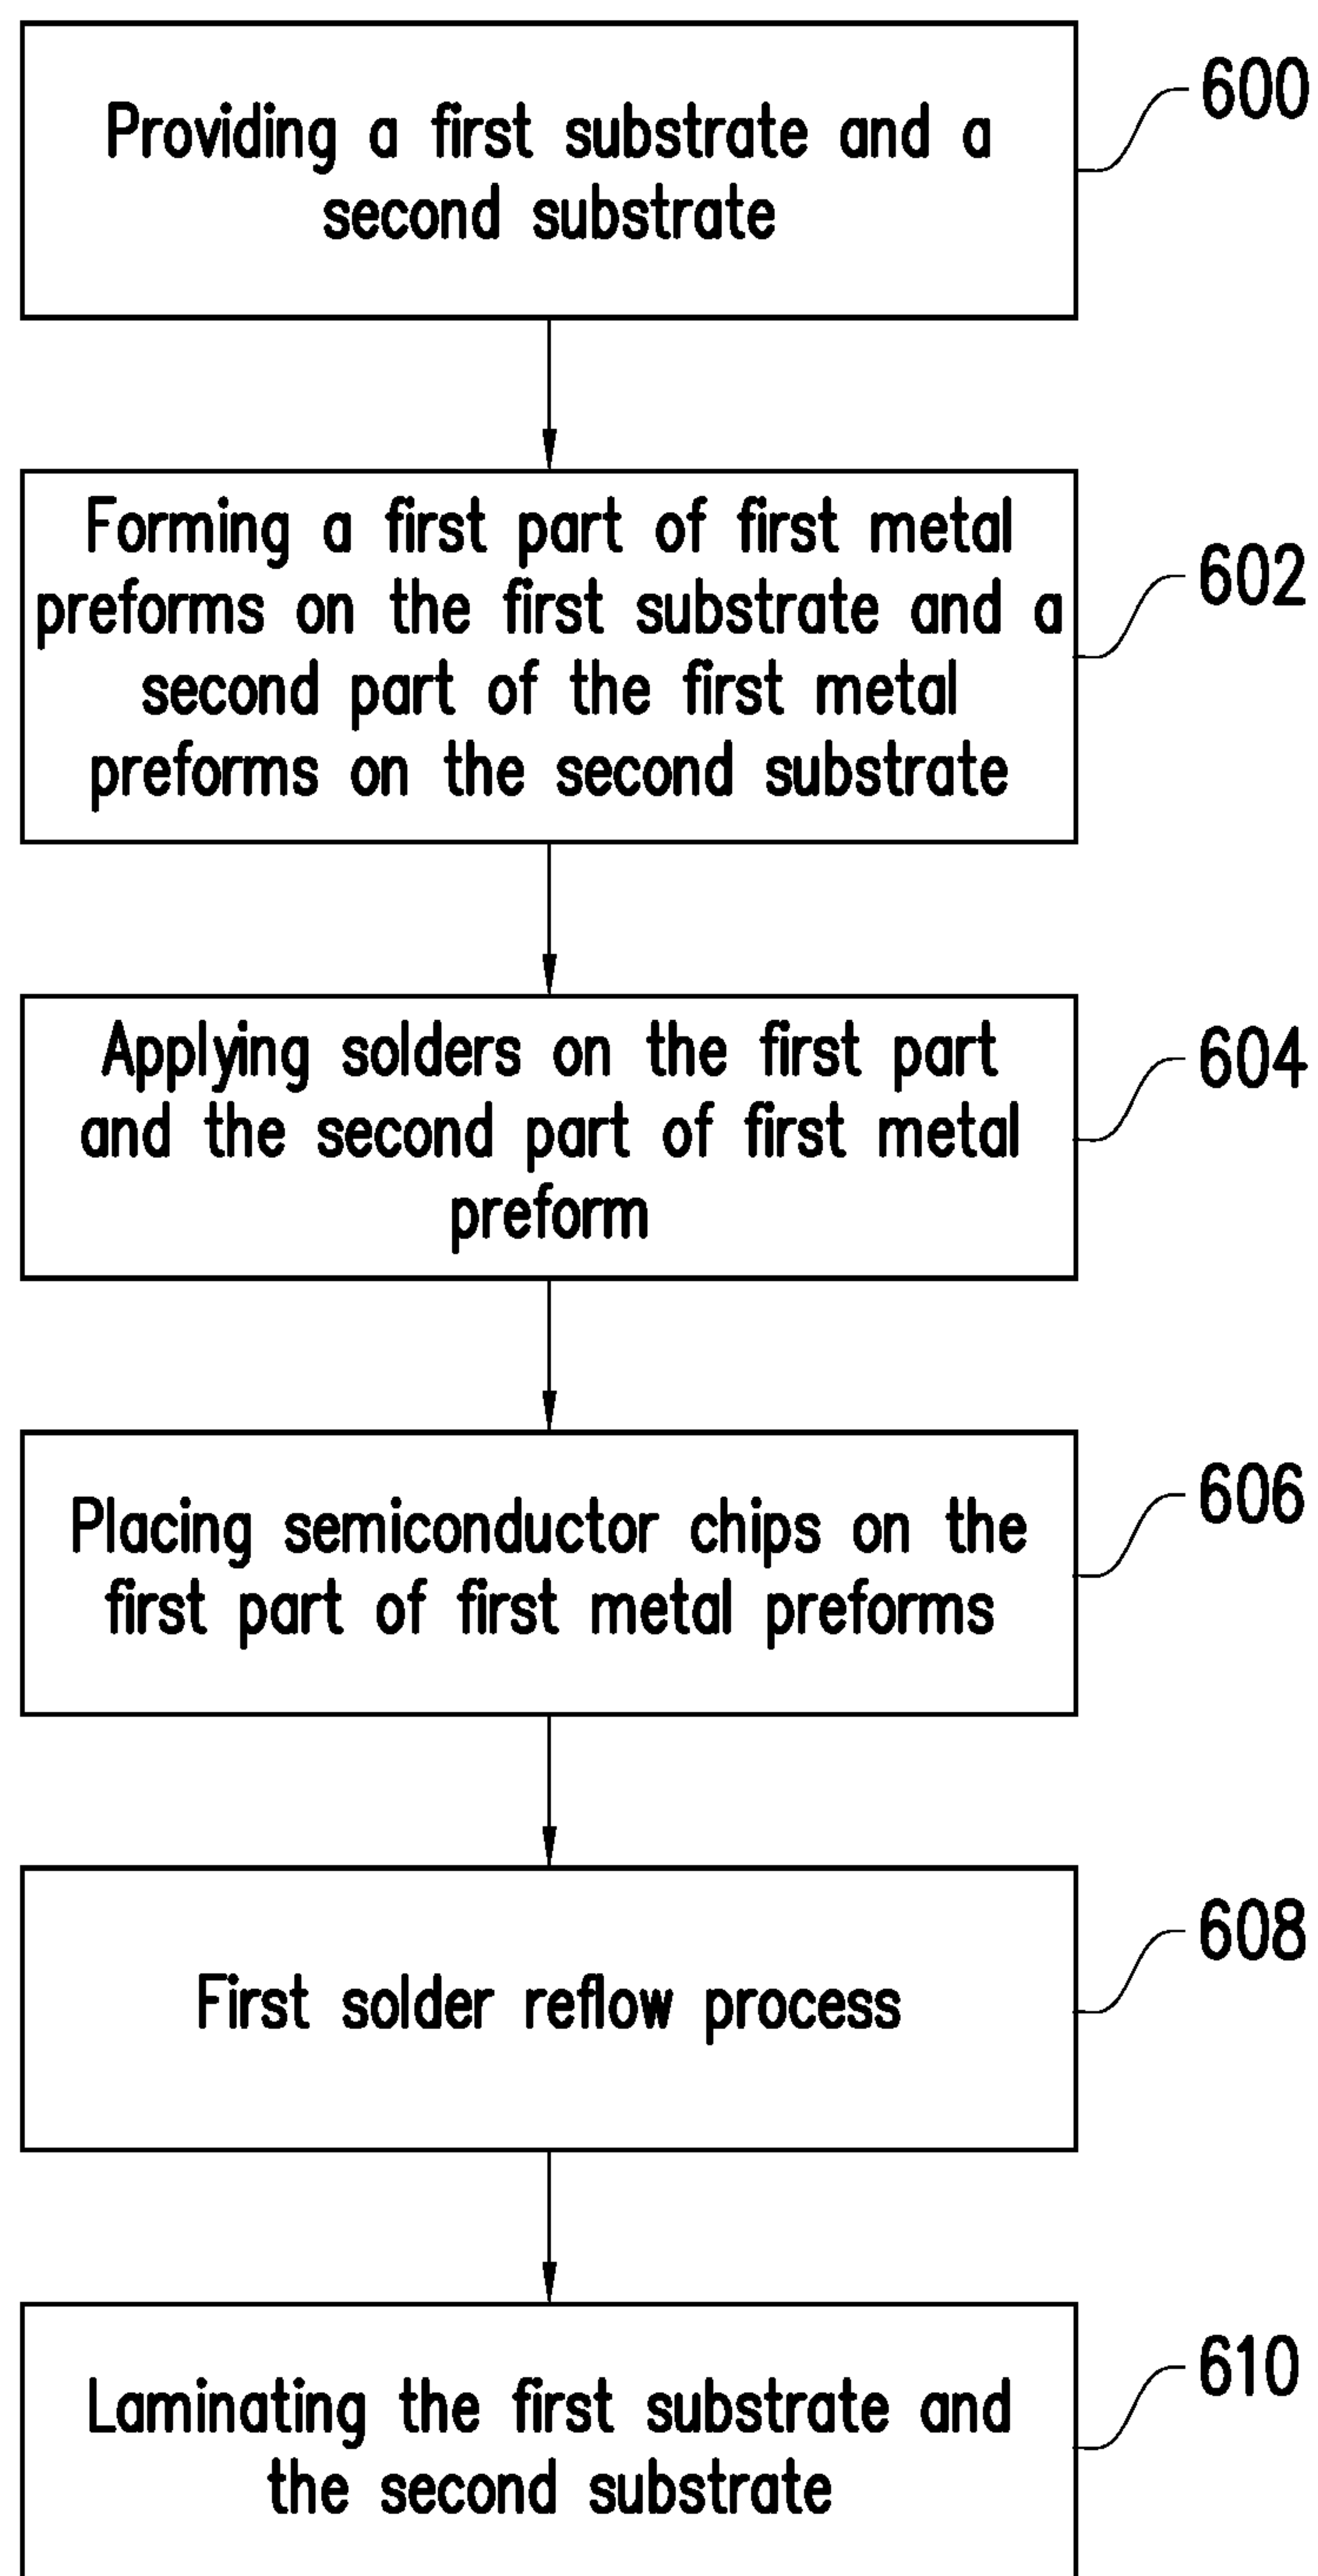 Providing a first substrate and a
second substrate
600
Forming a first part of first metal
preforms on the first substrate and a
second part of the first metal
preforms on the second substrate
602
Applying solders on the first part
and the second part of first metal
preform
604
Placing semiconductor chips on the
first part of first metal preforms
606
First solder reflow process
608
Laminating the first substrate and
the second substrate
610